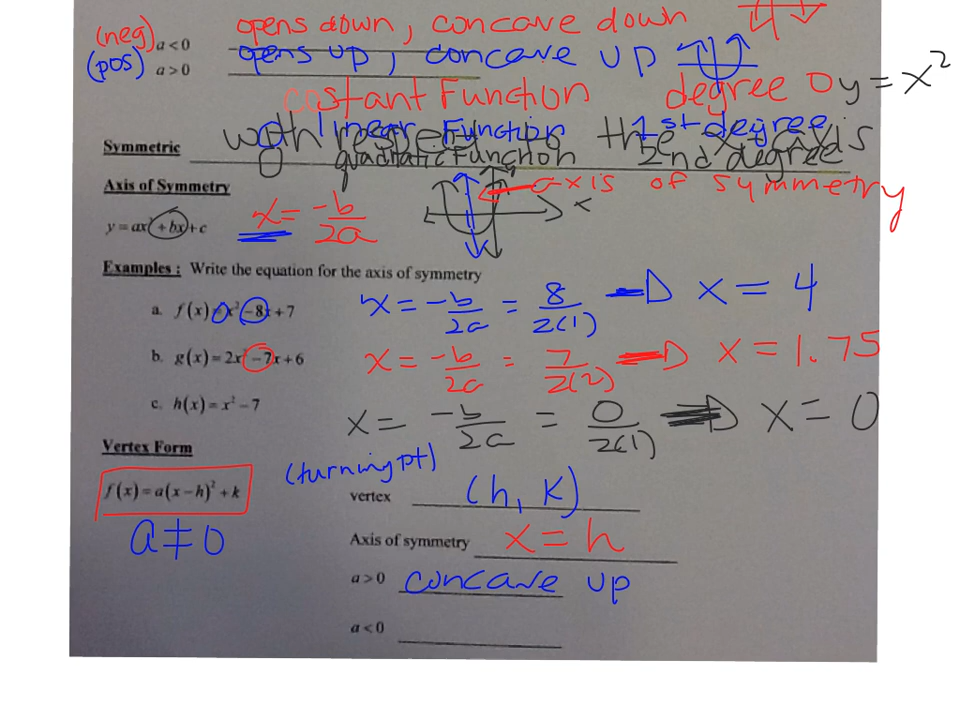 (neg) a < 0 opens down, concave down
(pos) a > 0 opens up, concave up
costant Function degree 0 y = x²
linear Function 1st degree
Symmetric with respect to the axis
quadratic Function 2nd degree
Axis of Symmetry axis of symmetry
y = ax² + bx + c x = -b/2a x
Examples : Write the equation for the axis of symmetry
a. f(x) = x² - 8x + 7 x = -b/2a = 8/2(1) ⇒ x = 4
b. g(x) = 2x² - 7x + 6 x = -b/2a = 7/2(2) ⇒ x = 1.75
c. h(x) = x² - 7 x = -b/2a = 0/2(1) ⇒ x = 0
Vertex Form
(turning pt)
f(x) = a(x - h)² + k vertex (h, k)
a ≠ 0
Axis of symmetry x = h
a > 0 concave up
a < 0